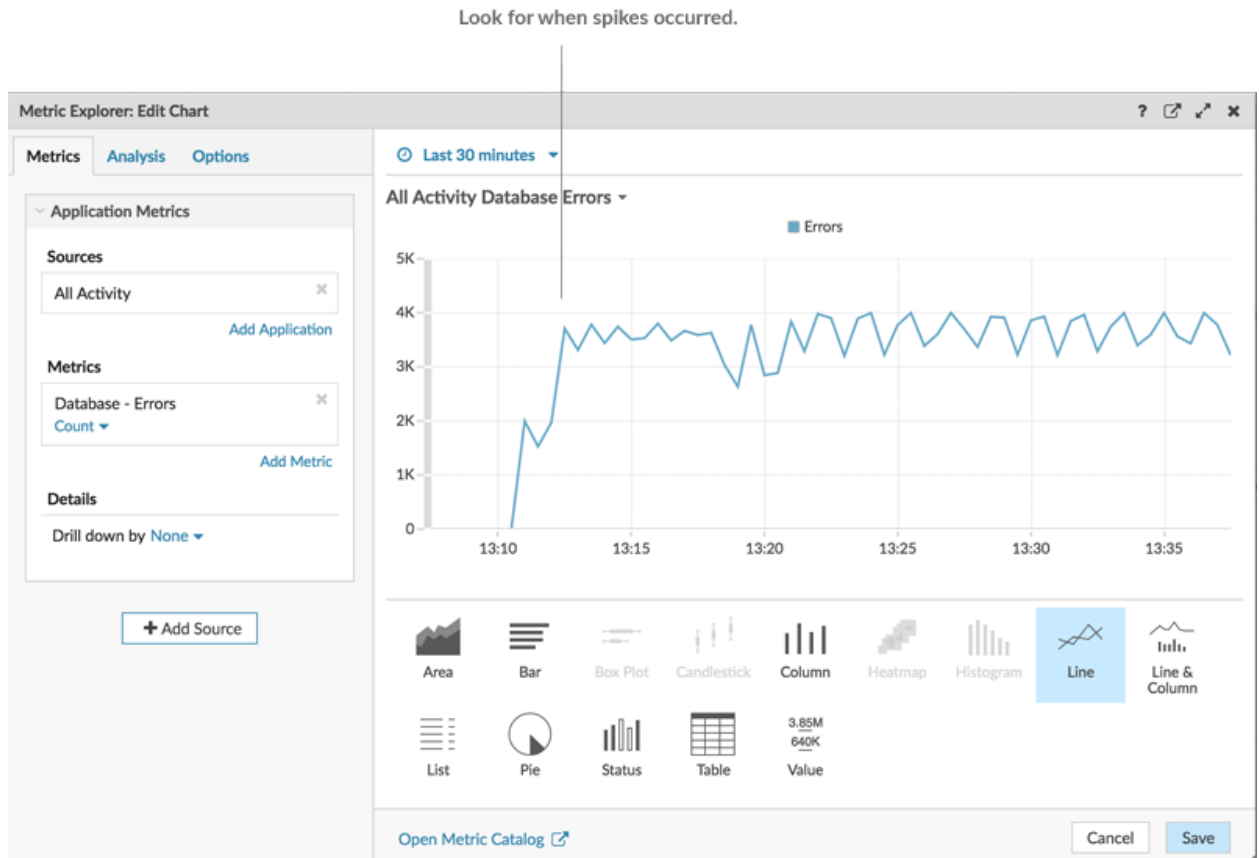 Look for when spikes occurred.
Metric Explorer: Edit Chart
?
Metrics Analysis Options
Last 30 minutes
Application Metrics
Sources
All Activity
Add Application
Metrics
Database - Errors
Count
Add Metric
Details
Drill down by None
+ Add Source
All Activity Database Errors
Errors
5K
4K
3K
2K
1K
0
13:10 13:15 13:20 13:25 13:30 13:35
Area Bar Box Plot Candlestick Column Heatmap Histogram Line Line &
Column
3.85M
640K
List Pie Status Table Value
Open Metric Catalog
Cancel Save